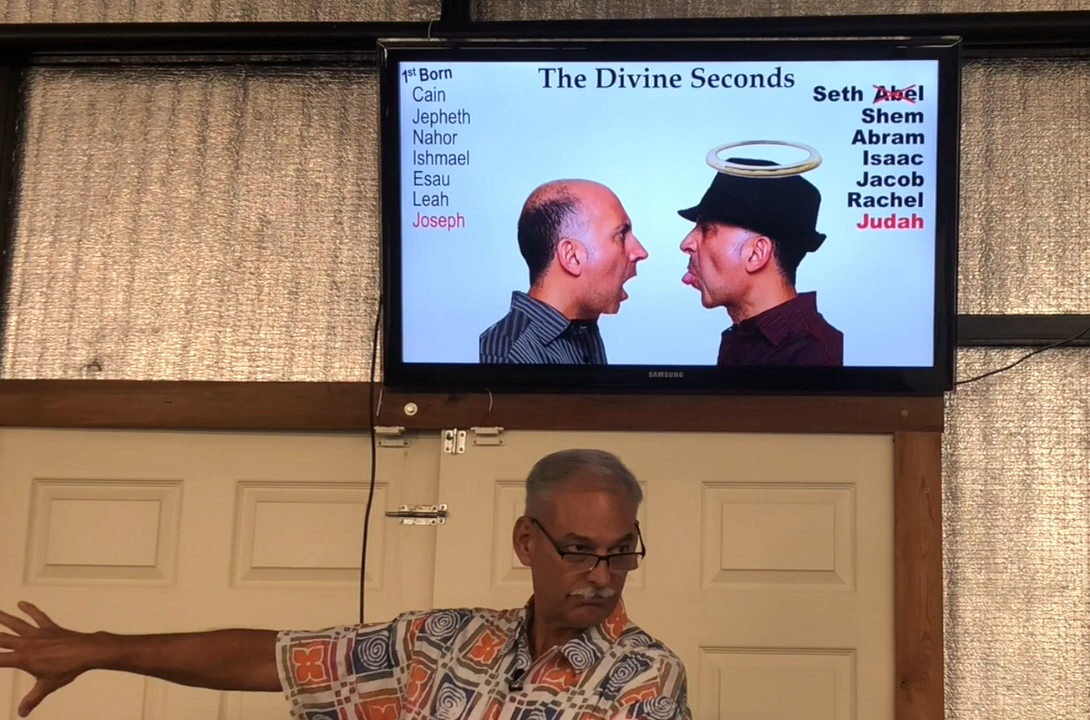 The Divine Seconds
1st Born
Cain
Jepheth
Nahor
Ishmael
Esau
Leah
Joseph
Seth Abel
Shem
Abram
Isaac
Jacob
Rachel
Judah
SAMSUNG